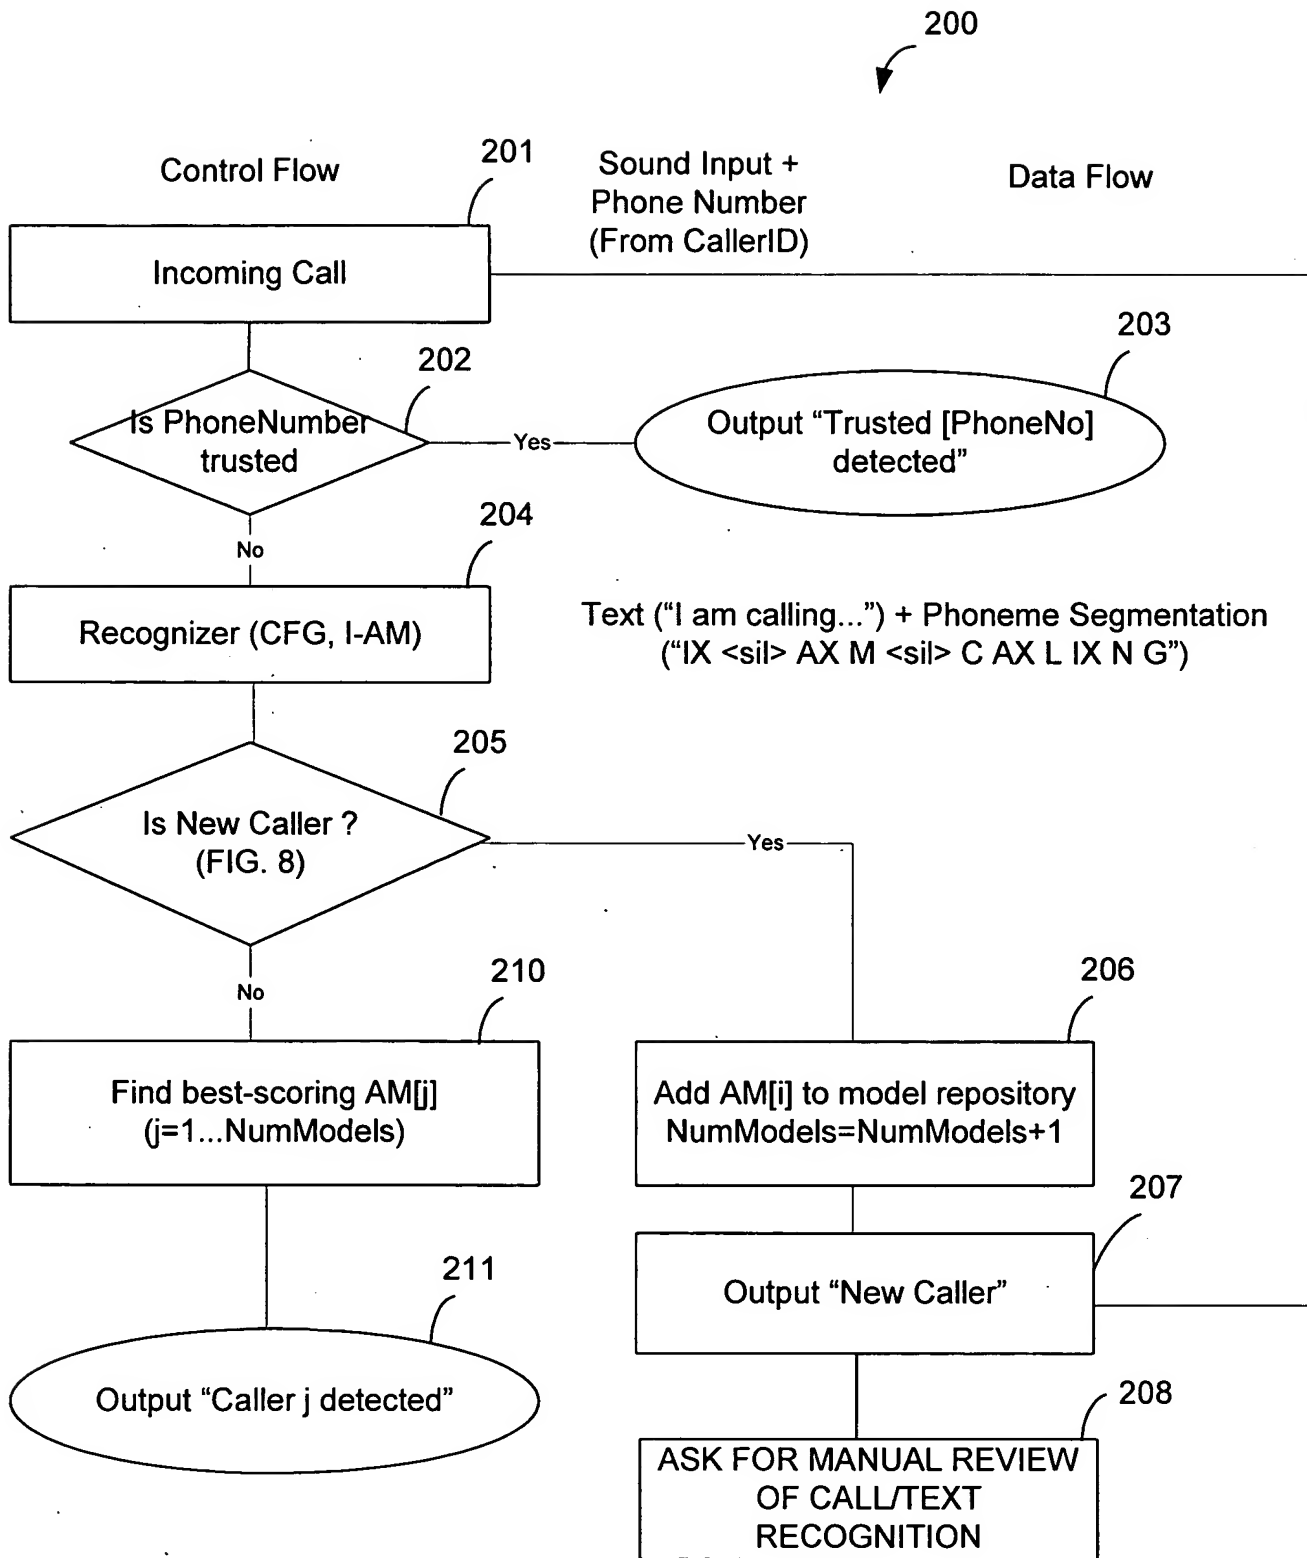 200
Control Flow
201
Sound Input +
Phone Number
(From CallerID)
Data Flow
Incoming Call
202
203
Is PhoneNumber
trusted
Yes
Output “Trusted [PhoneNo]
detected”
No
204
Recognizer (CFG, I-AM)
Text (“I am calling...”) + Phoneme Segmentation
(“IX <sil> AX M <sil> C AX L IX N G”)
205
Is New Caller ?
(FIG. 8)
Yes
No
210
206
Find best-scoring AM[j]
(j=1...NumModels)
Add AM[i] to model repository
NumModels=NumModels+1
207
Output “New Caller”
211
Output “Caller j detected”
208
ASK FOR MANUAL REVIEW
OF CALL/TEXT
RECOGNITION